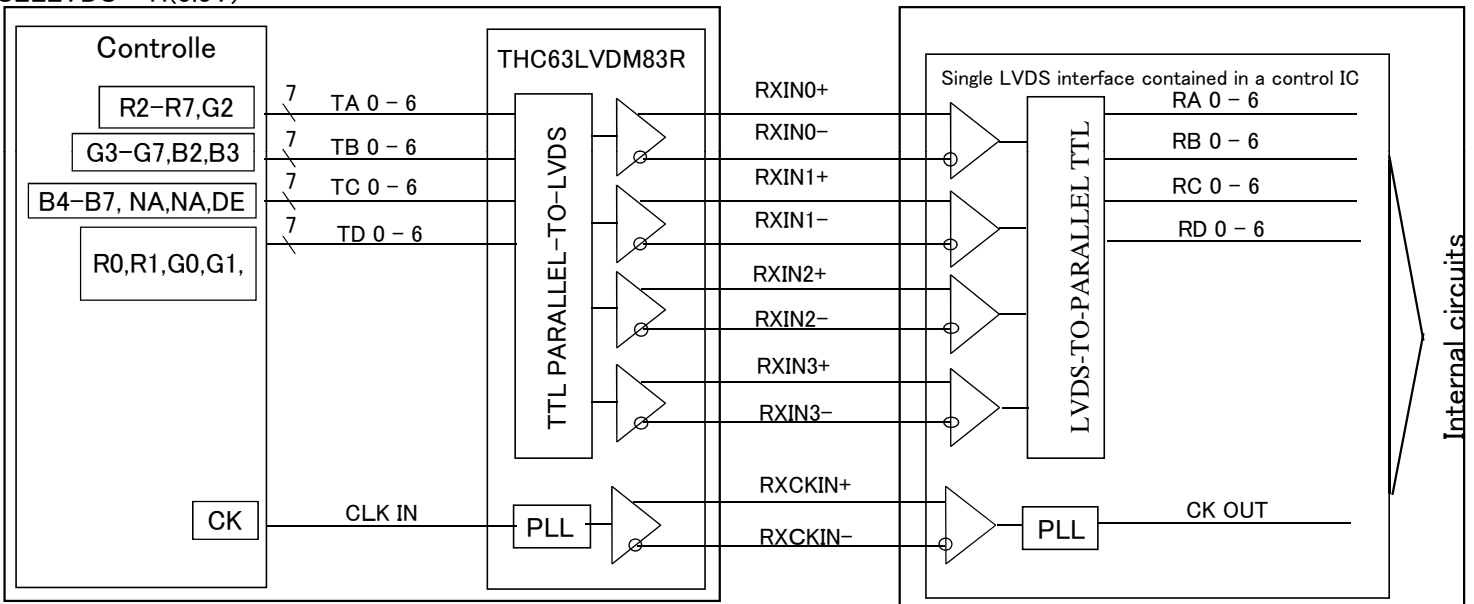 Controlle
R2-R7,G2
G3-G7,B2,B3
B4-B7, NA,NA,DE
R0,R1,G0,G1,
CK
7
TA 0-6
7
TB 0-6
7
TC 0-6
7
TD 0-6
CLK IN
THC63LVDM83R
TTL PARALLEL-TO-LVDS
PLL
RXIN0+
RXIN0-
RXIN1+
RXIN1-
RXIN2+
RXIN2-
RXIN3+
RXIN3-
RXCKIN+
RXCKIN-
Single LVDS interface contained in a control IC
LVDS-TO-PARALLEL TTL
PLL
RA 0-6
RB 0-6
RC 0-6
RD 0-6
CK OUT
Internal circuits